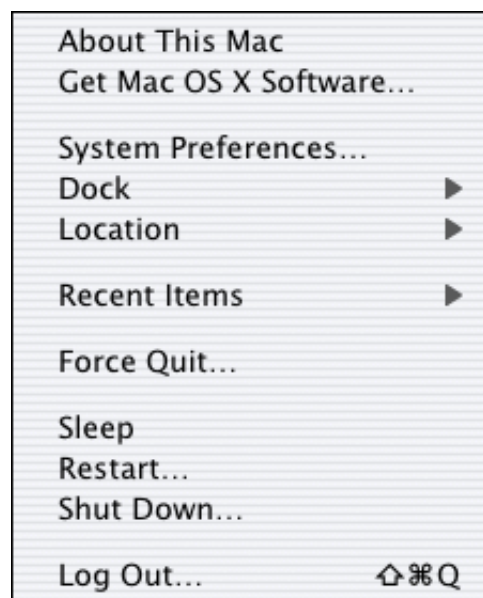 About This Mac
Get Mac OS X Software...
System Preferences...
Dock
Location
Recent Items
Force Quit...
Sleep
Restart...
Shut Down...
Log Out... ⇧⌘Q